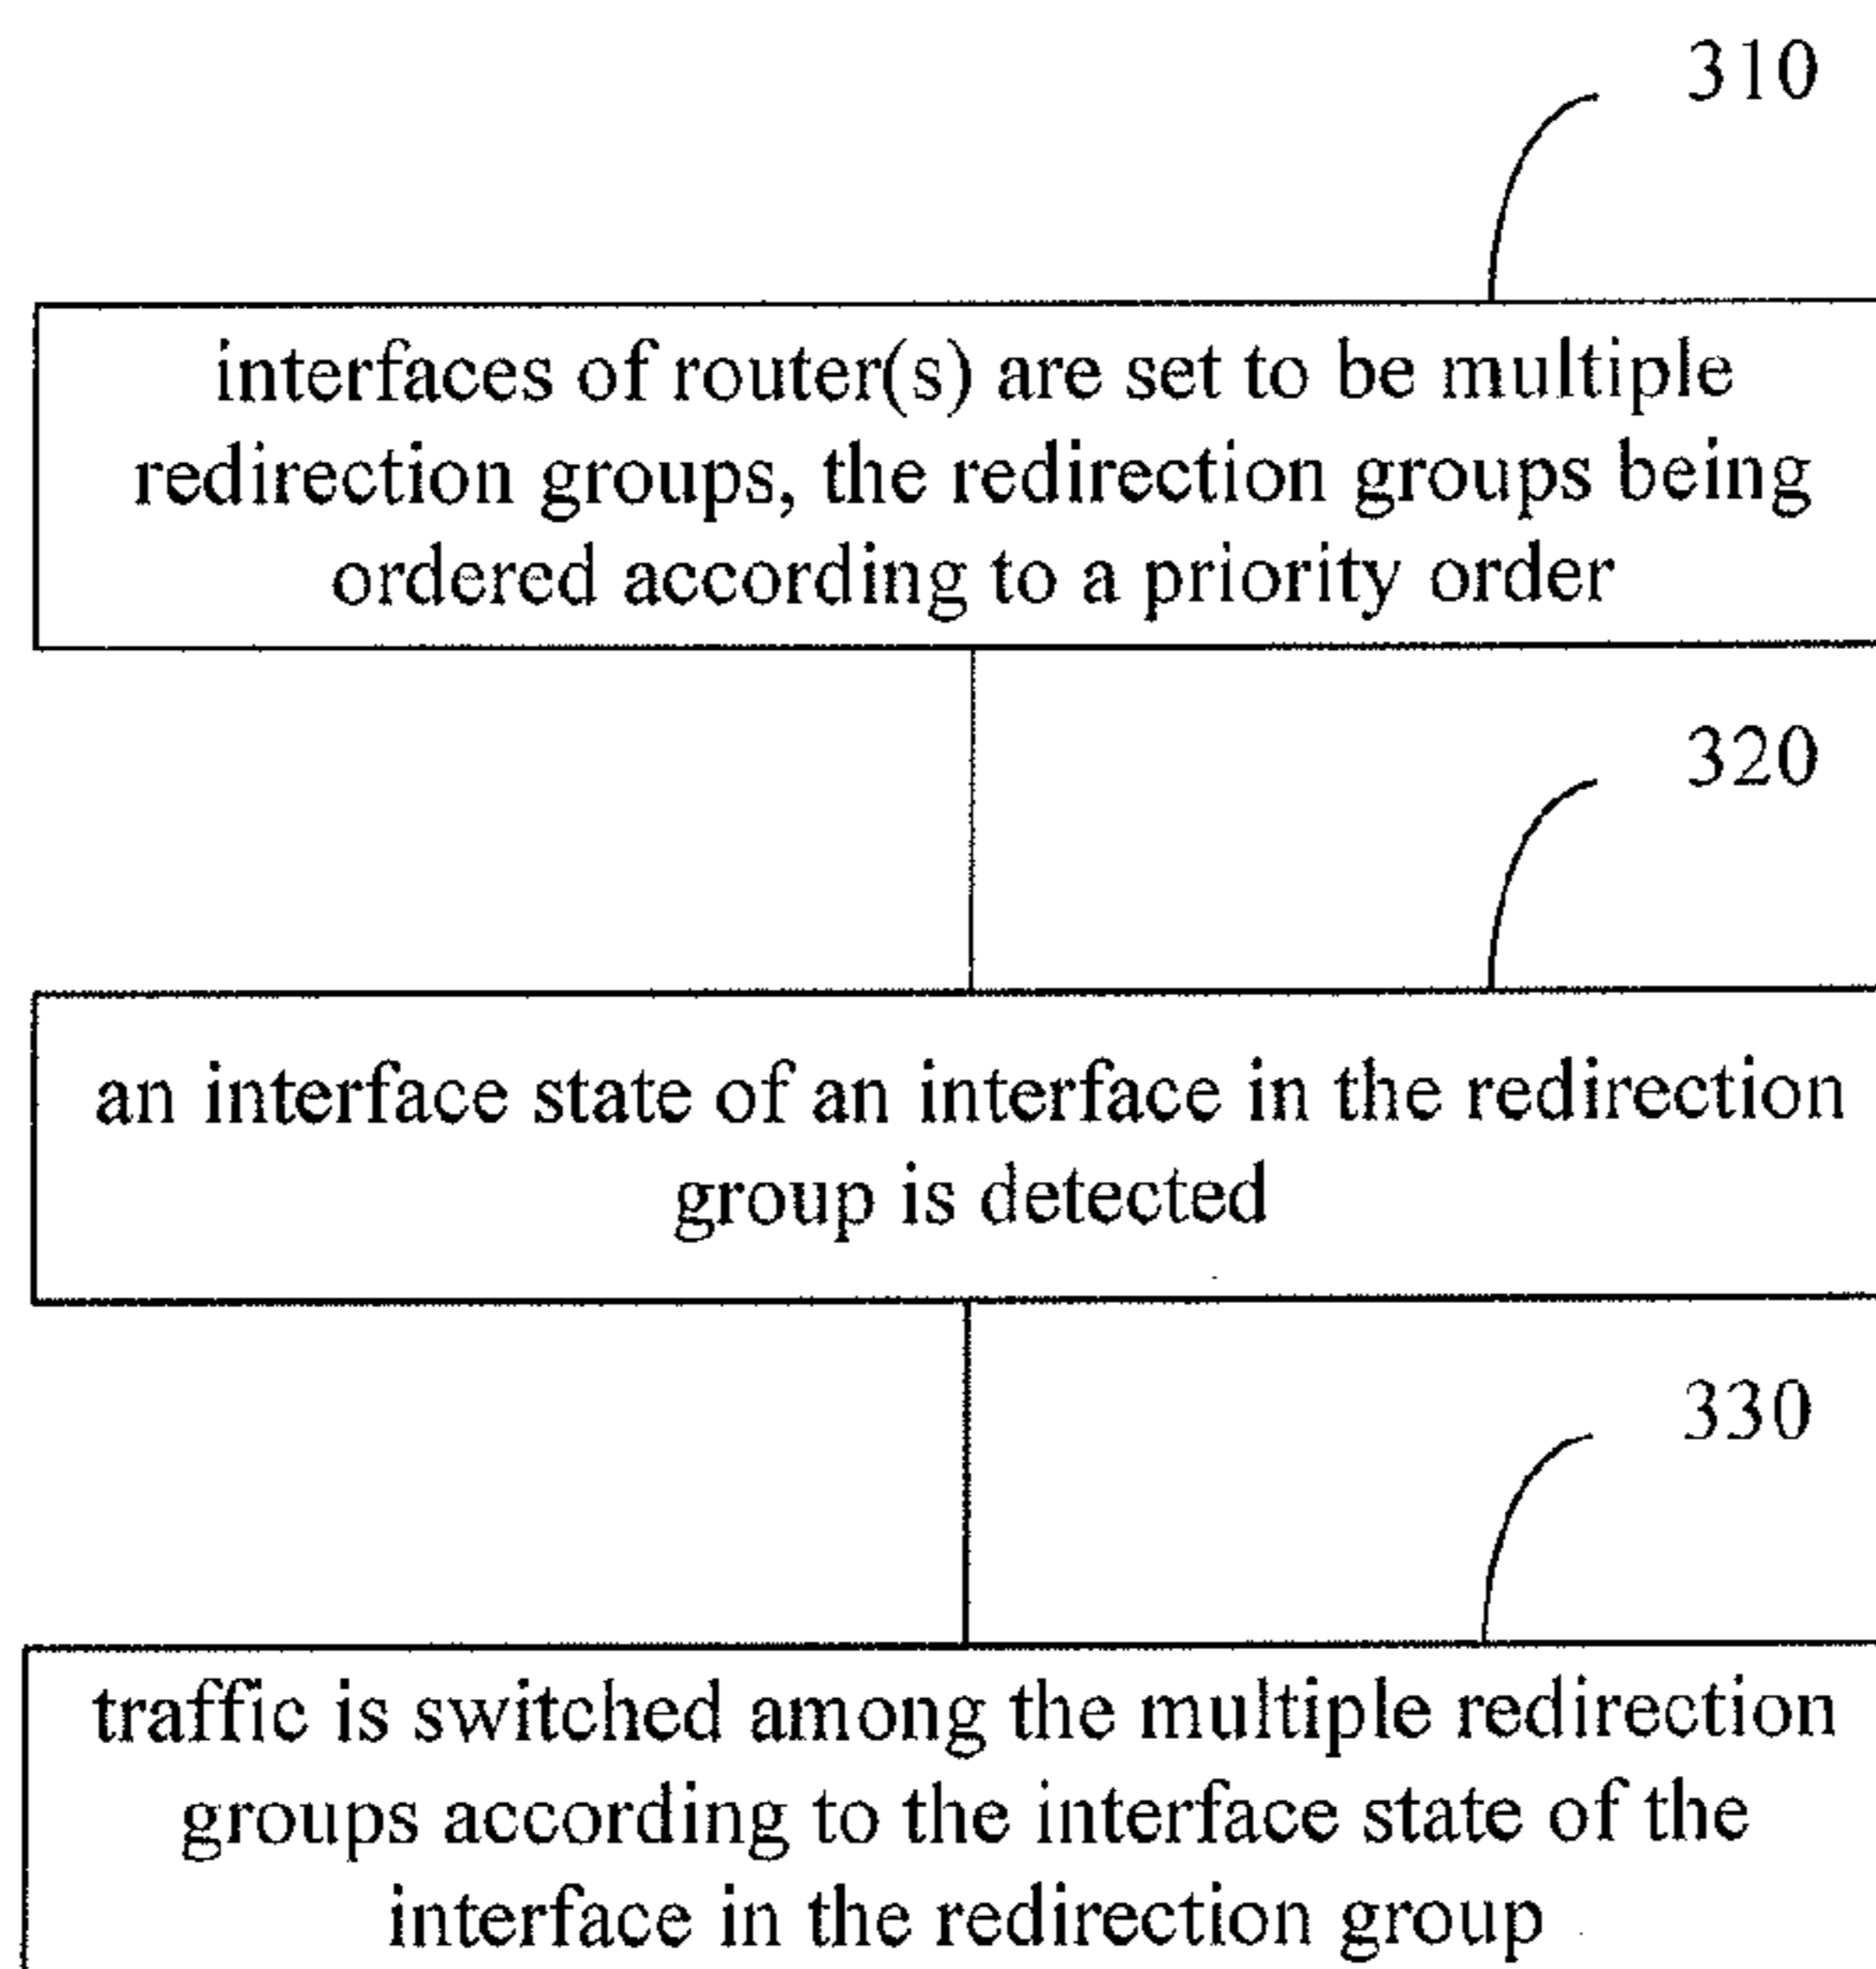 310
interfaces of router(s) are set to be multiple
redirection groups, the redirection groups being
ordered according to a priority order
320
an interface state of an interface in the redirection
group is detected
330
traffic is switched among the multiple redirection
groups according to the interface state of the
interface in the redirection group